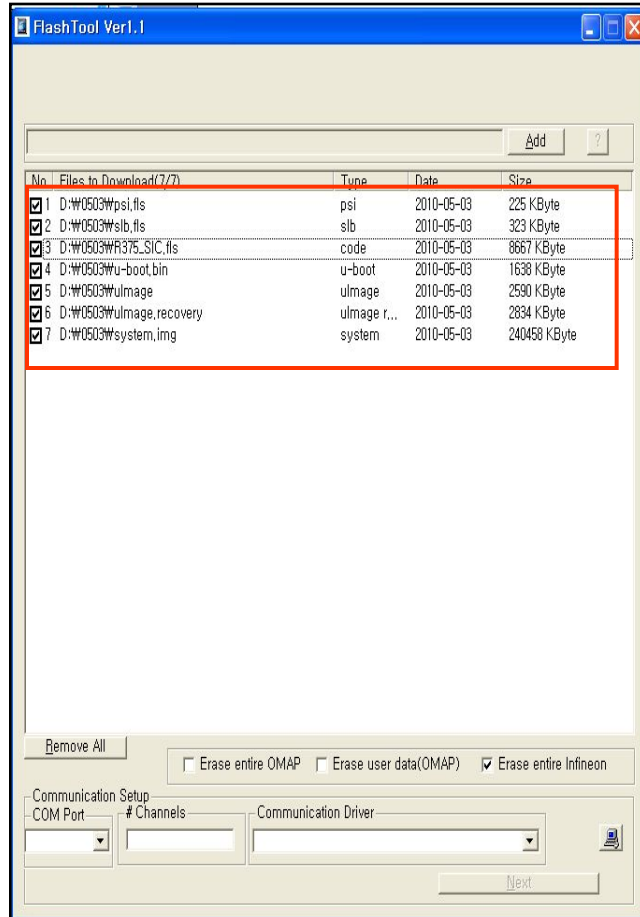 FlashTool Ver1.1
Add ?
No Files to Download(7/7) Type Date Size
1 D:₩0503₩psi,fls psi 2010-05-03 225 KByte
2 D:₩0503₩slb,fls slb 2010-05-03 323 KByte
3 D:₩0503₩R375_SIC,fls code 2010-05-03 8667 KByte
4 D:₩0503₩u-boot,bin u-boot 2010-05-03 1638 KByte
5 D:₩0503₩uImage uImage 2010-05-03 2590 KByte
6 D:₩0503₩uImage,recovery uImage r... 2010-05-03 2834 KByte
7 D:₩0503₩system,img system 2010-05-03 240458 KByte
Remove All
Erase entire OMAP Erase user data(OMAP) Erase entire Infineon
Communication Setup
COM Port # Channels Communication Driver
Next